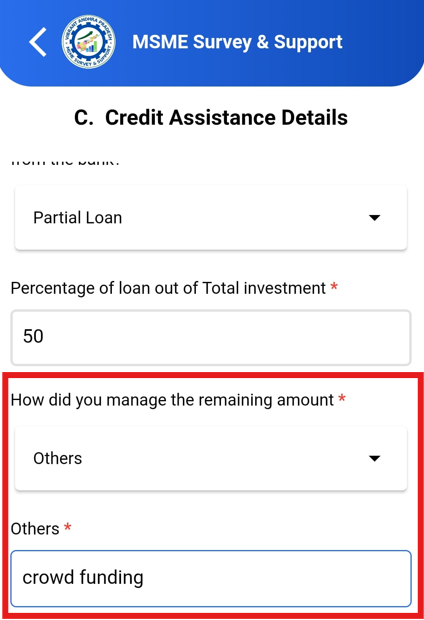 MSME Survey & Support
C. Credit Assistance Details
from the bank?
Partial Loan
Percentage of loan out of Total investment *
50
How did you manage the remaining amount *
Others
Others *
crowd funding